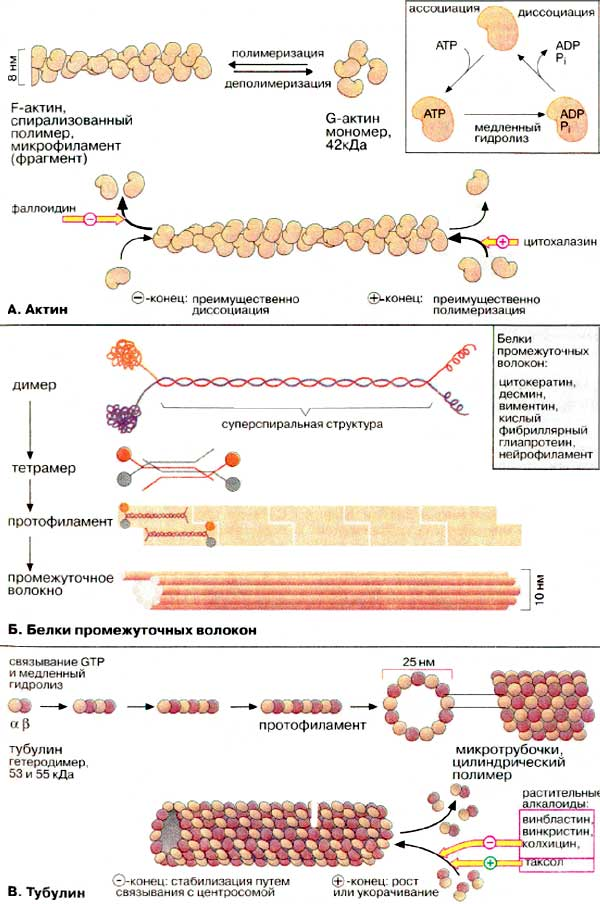 ассоциация
диссоциация
ATP
ADP
Pi
ATP
ADP
Pi
медленный
гидролиз
8 нм
полимеризация
деполимеризация
F-актин,
спирализованный
полимер,
микрофиламент
(фрагмент)
G-актин
мономер,
42кДа
фаллоидин
−
+
цитохалазин
⊖-конец: преимущественно
диссоциация
⊕-конец: преимущественно
полимеризация
А. Актин
димер
суперспиральная структура
Белки
промежуточных
волокон:
цитокератин,
десмин,
виментин,
кислый
фибриллярный
глиапротеин,
нейрофиламент
тетрамер
протофиламент
промежуточное
волокно
10 нм
Б. Белки промежуточных волокон
связывание GTP
и медленный
гидролиз
α β
тубулин
гетеродимер,
53 и 55 кДа
протофиламент
25 нм
микротрубочки,
цилиндрический
полимер
растительные
алкалоиды:
винбластин,
винкристин,
колхицин,
таксол
−
+
⊖-конец: стабилизация путем
связывания с центросомой
⊕-конец: рост
или укорачивание
В. Тубулин